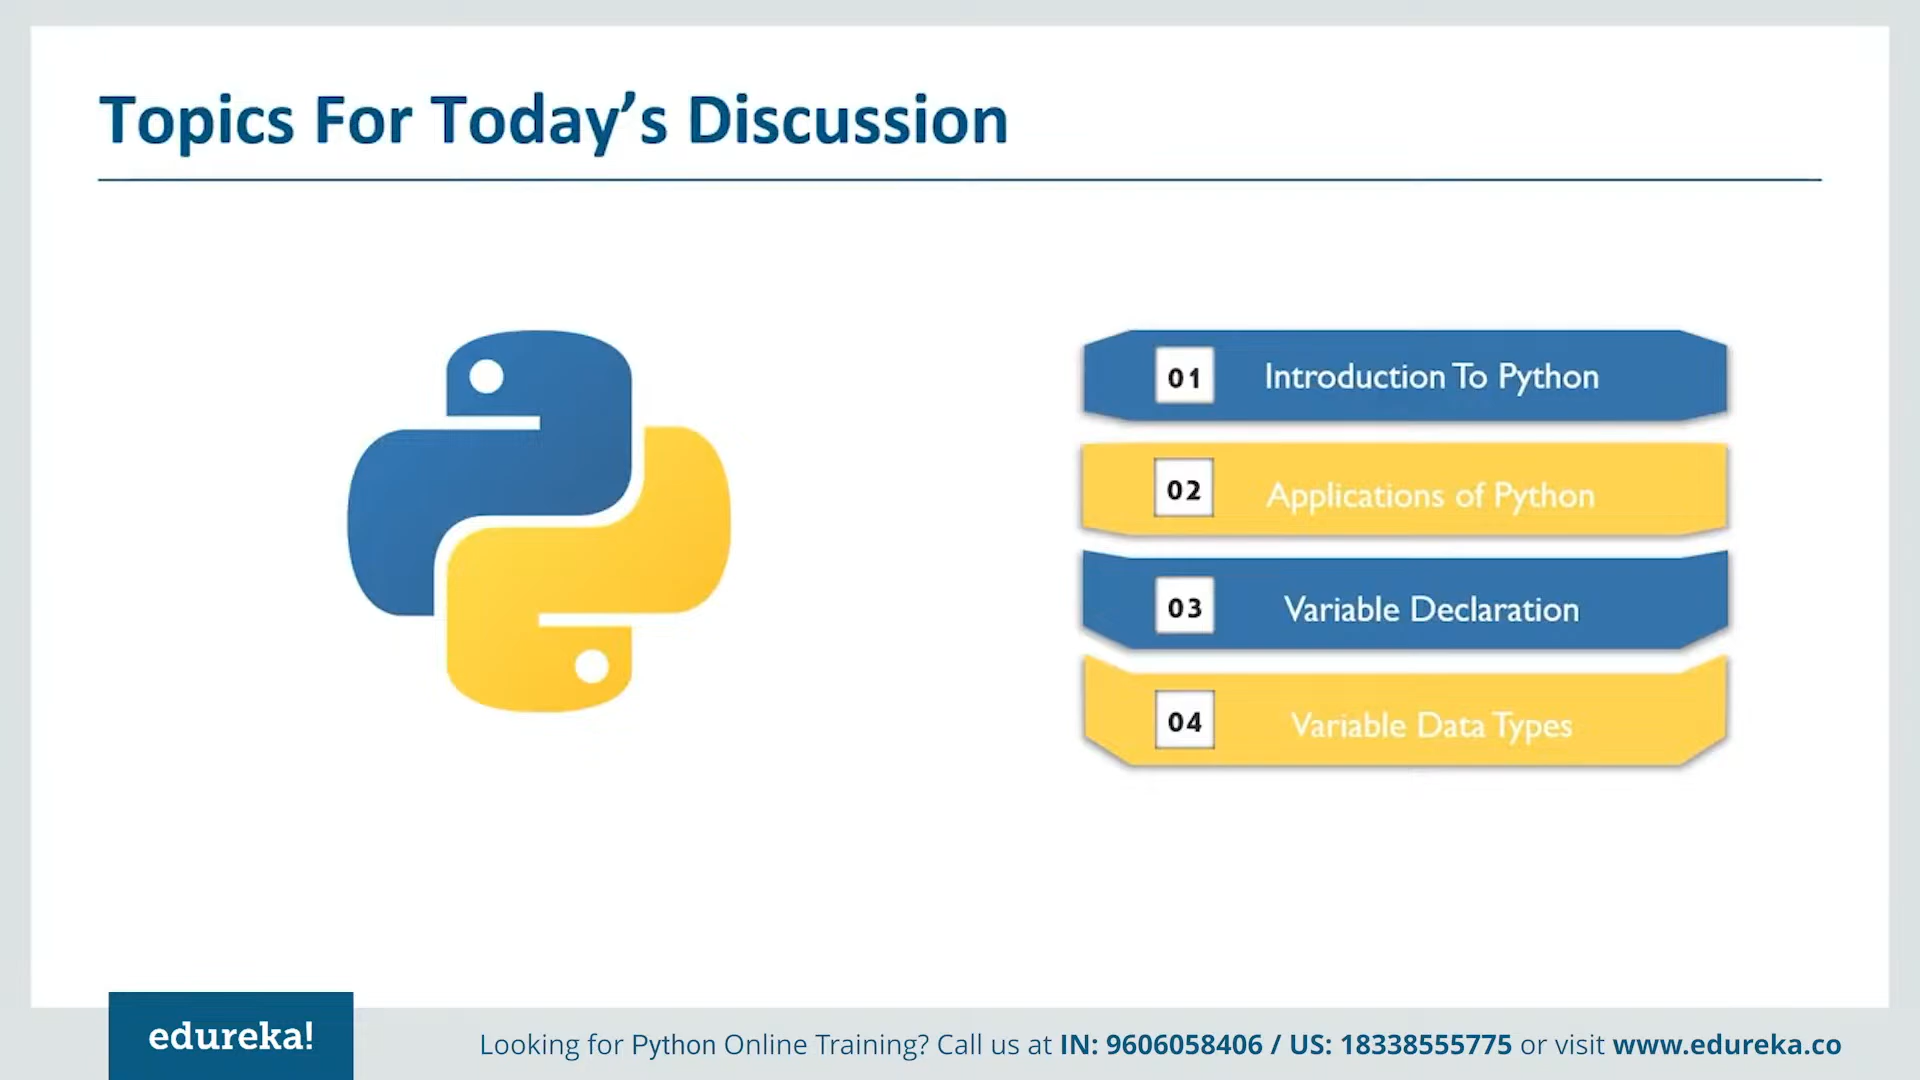 Topics For Today’s Discussion
01 Introduction To Python
02 Applications of Python
03 Variable Declaration
04 Variable Data Types
edureka!
Looking for Python Online Training? Call us at IN: 9606058406 / US: 18338555775 or visit www.edureka.co